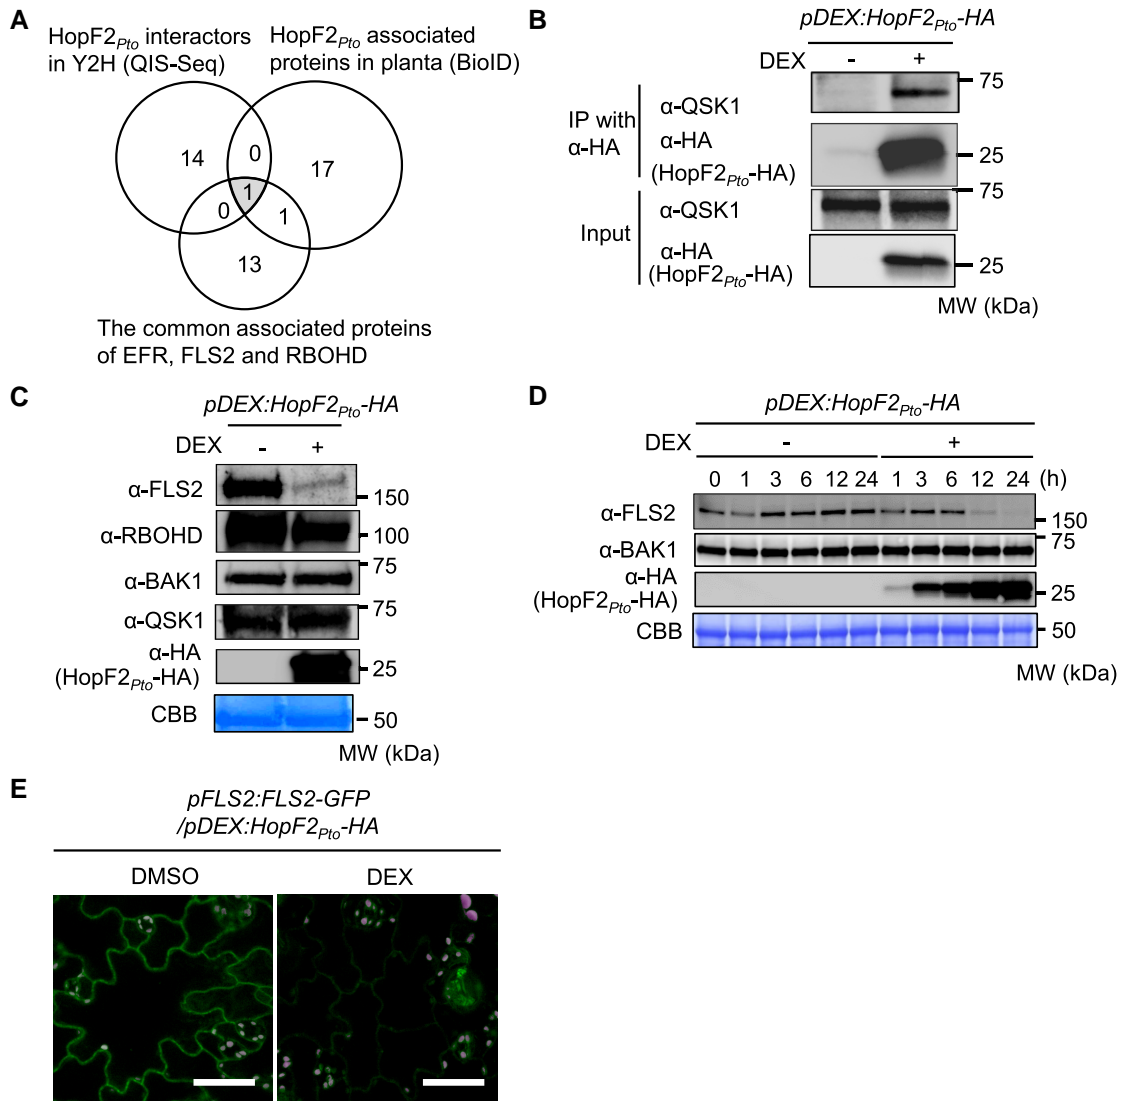 A
HopF2Pto interactors
in Y2H (QIS-Seq)
HopF2Pto associated
proteins in planta (BioID)
14
0
17
1
0
1
13
The common associated proteins
of EFR, FLS2 and RBOHD
B
pDEX:HopF2Pto-HA
DEX - +
IP with
α-HA
α-QSK1
75
α-HA
(HopF2Pto-HA)
25
Input
α-QSK1
75
α-HA
(HopF2Pto-HA)
25
MW (kDa)
C
pDEX:HopF2Pto-HA
DEX - +
α-FLS2
150
α-RBOHD
100
α-BAK1
75
α-QSK1
75
α-HA
(HopF2Pto-HA)
25
CBB
50
MW (kDa)
D
pDEX:HopF2Pto-HA
DEX - +
0 1 3 6 12 24 1 3 6 12 24 (h)
α-FLS2
150
α-BAK1
75
α-HA
(HopF2Pto-HA)
25
CBB
50
MW (kDa)
E
pFLS2:FLS2-GFP
/pDEX:HopF2Pto-HA
DMSO DEX